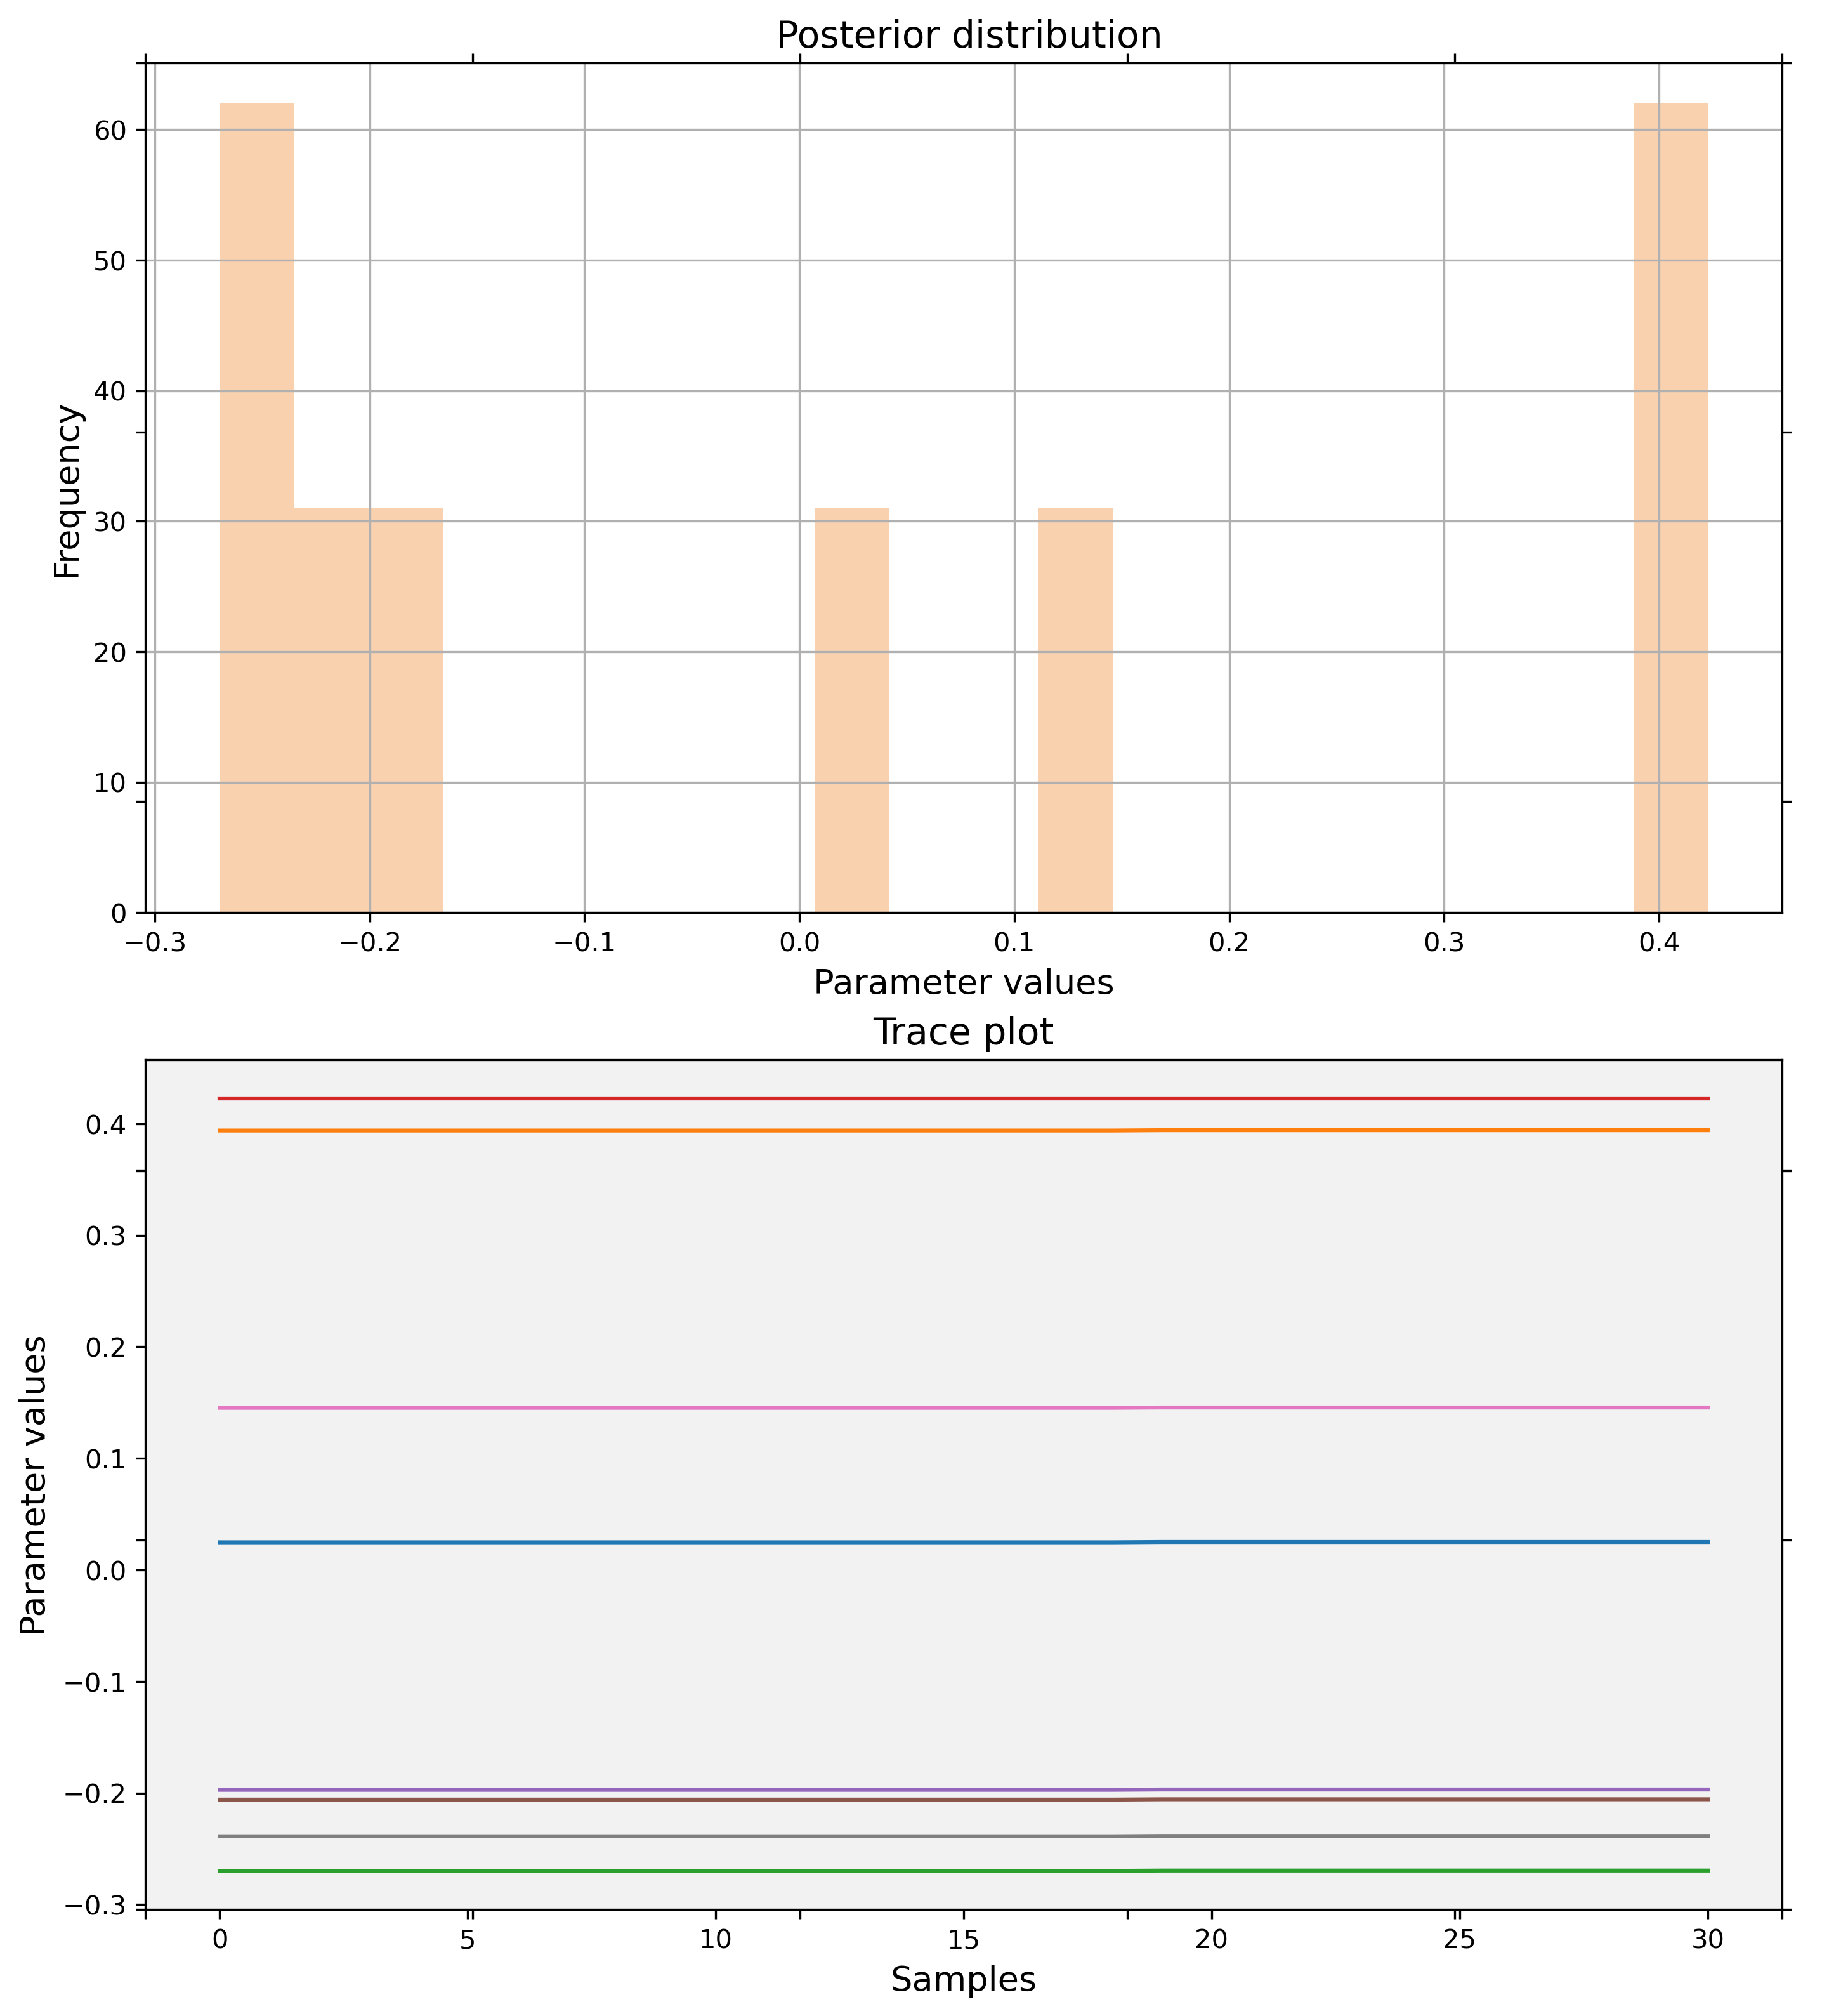 Posterior distribution
60
50
40
30
20
10
0
Frequency
−0.3 −0.2 −0.1 0.0 0.1 0.2 0.3 0.4
Parameter values
Trace plot
0.4
0.3
0.2
0.1
0.0
−0.1
−0.2
−0.3
Parameter values
0 5 10 15 20 25 30
Samples